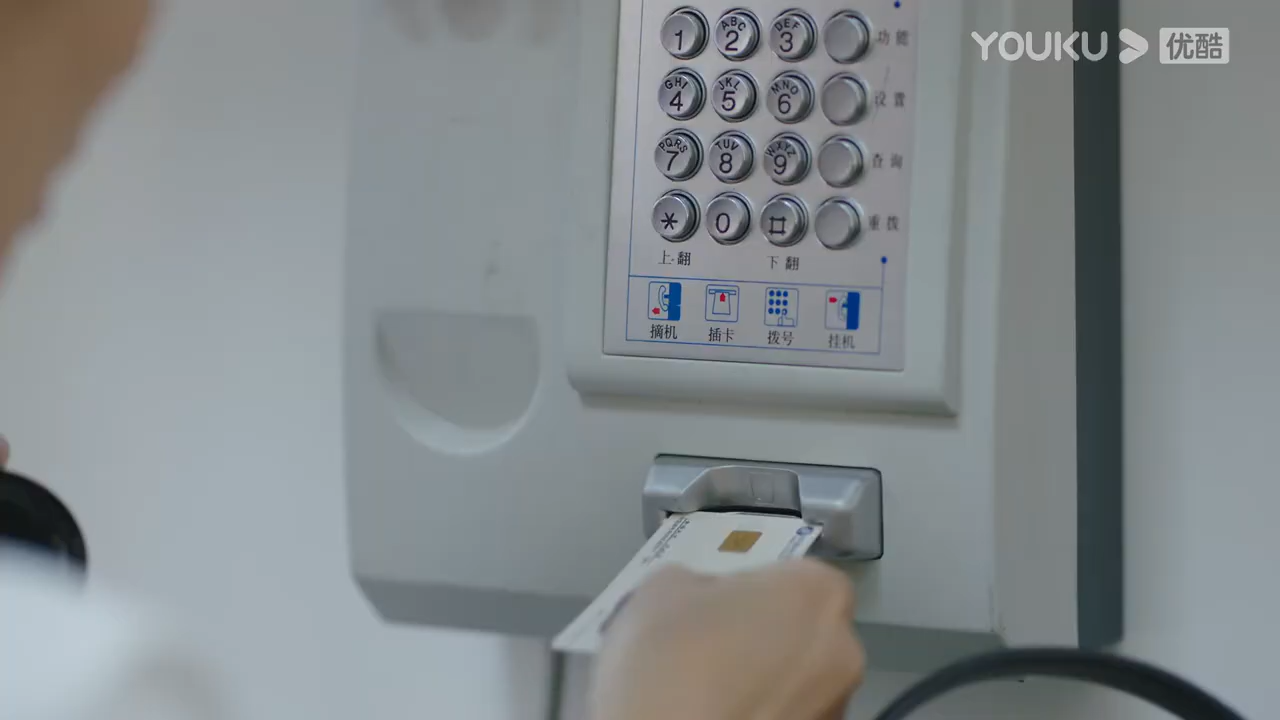 YOUKU 优酷
1 ABC 2 DEF 3 功能
GHI 4 JKL 5 MNO 6 设置
PQRS 7 TUV 8 WXYZ 9 查询
* 0 # 重拨
上翻 下翻
摘机 插卡 拨号 挂机